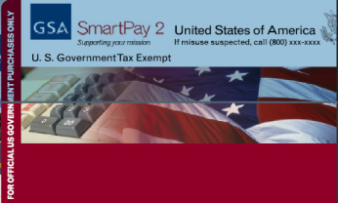 GSA SmartPay 2 United States of America
Supporting your mission If misuse suspected, call (800) xxx-xxxx
U. S. Government Tax Exempt
FOR OFFICIAL US GOVERNMENT PURCHASES ONLY